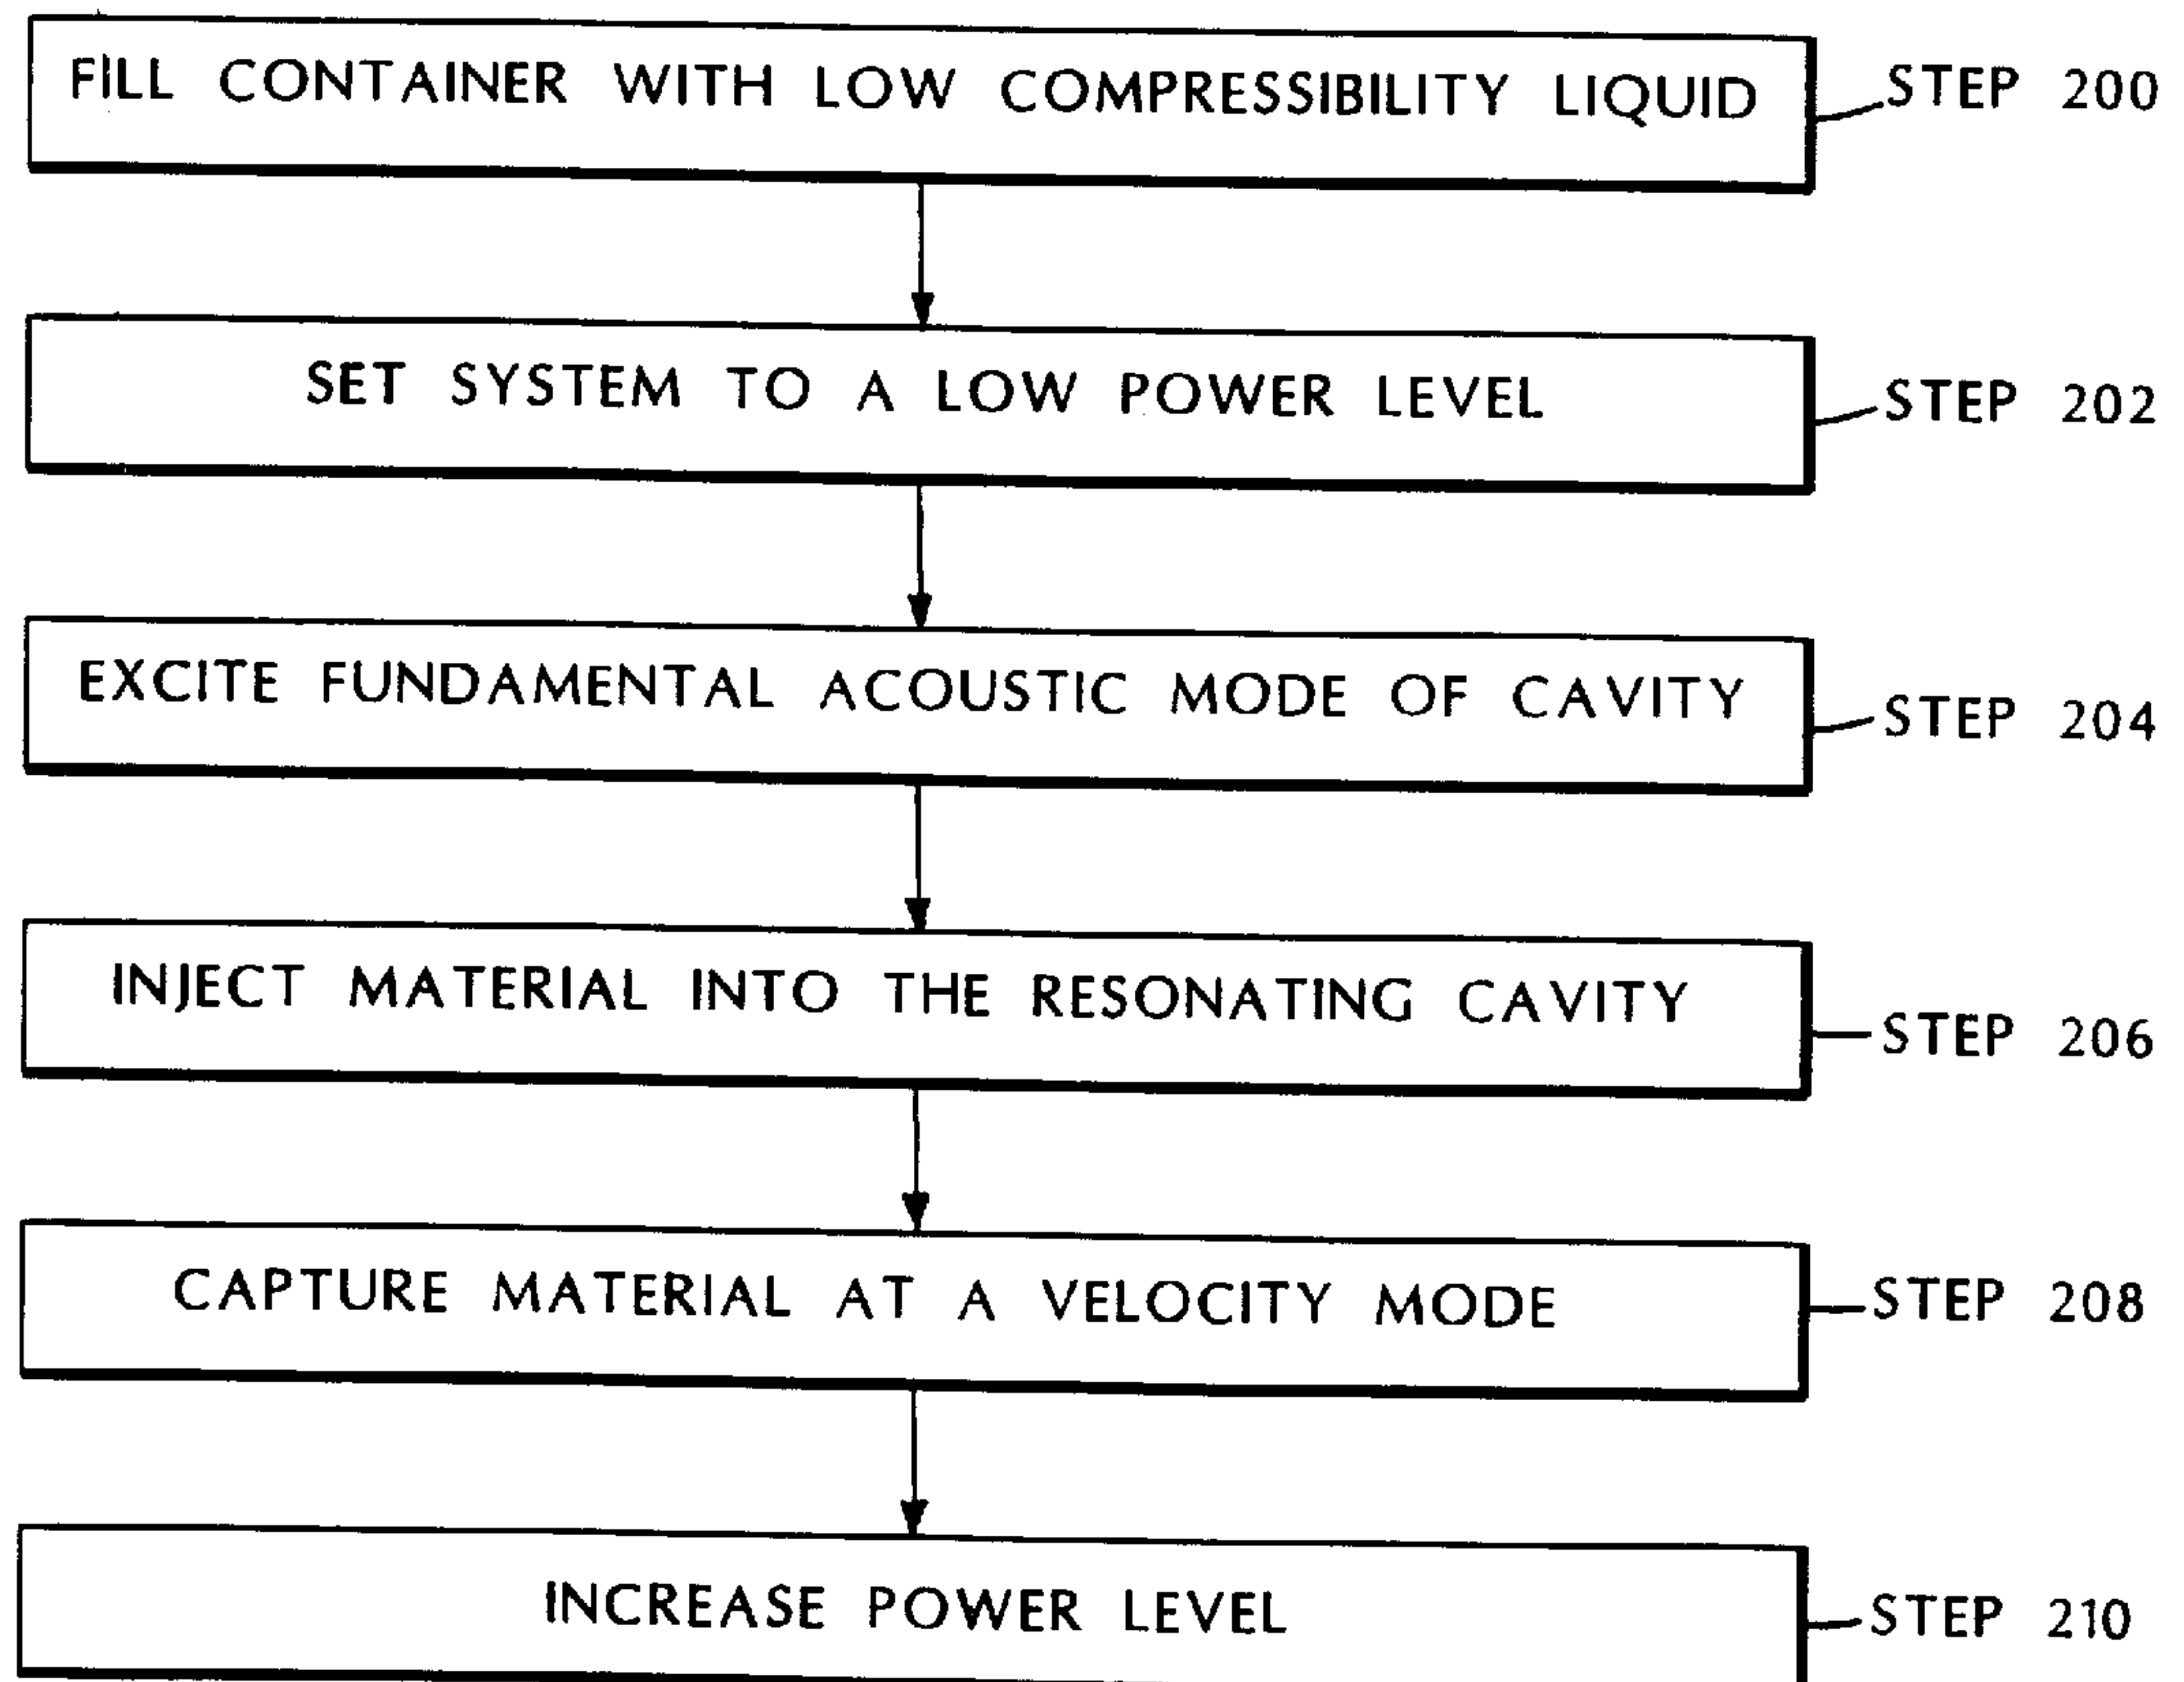 FILL CONTAINER WITH LOW COMPRESSIBILITY LIQUID
STEP 200
SET SYSTEM TO A LOW POWER LEVEL
STEP 202
EXCITE FUNDAMENTAL ACOUSTIC MODE OF CAVITY
STEP 204
INJECT MATERIAL INTO THE RESONATING CAVITY
STEP 206
CAPTURE MATERIAL AT A VELOCITY MODE
STEP 208
INCREASE POWER LEVEL
STEP 210